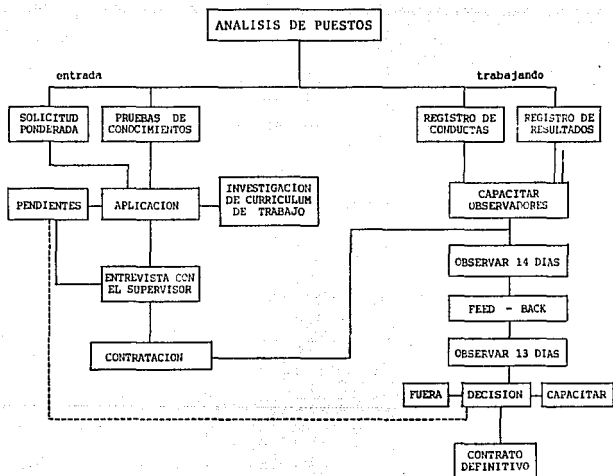 ANALISIS DE PUESTOS
entrada
trabajando
SOLICITUD
PONDERADA
PRUEBAS DE
CONOCIMIENTOS
REGISTRO DE
CONDUCTAS
REGISTRO DE
RESULTADOS
PENDIENTES
APLICACION
INVESTIGACION
DE CURRICULUM
DE TRABAJO
CAPACITAR
OBSERVADORES
ENTREVISTA CON
EL SUPERVISOR
OBSERVAR 14 DIAS
FEED - BACK
CONTRATACION
OBSERVAR 13 DIAS
FUERA
DECISION
CAPACITAR
CONTRATO
DEFINITIVO